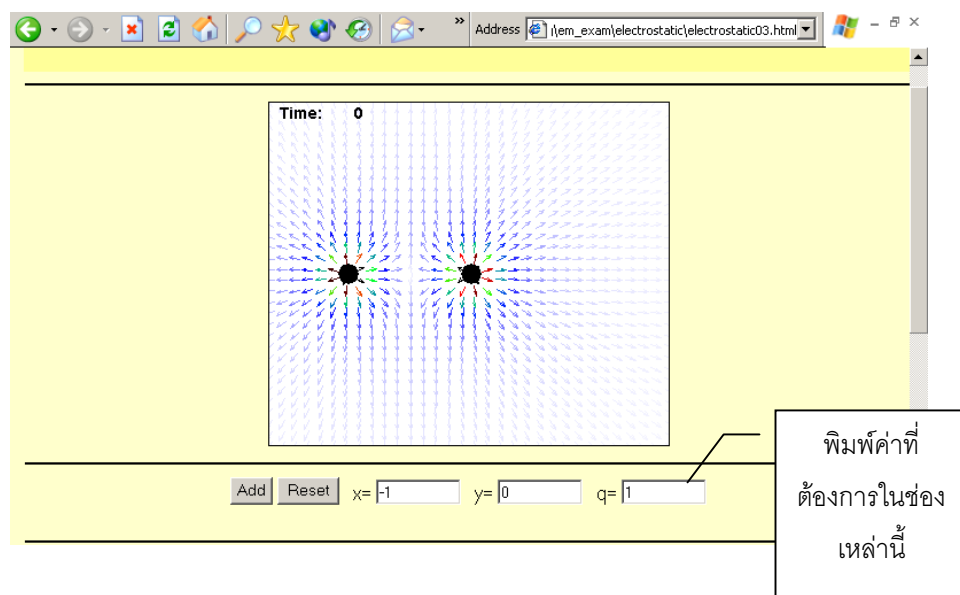 » Address i\em_exam\electrostatic\electrostatic03.html
Time: 0
Add Reset x= -1 y= 0 q= 1
พิมพ์ค่าที่
ต้องการในช่อง
เหล่านี้